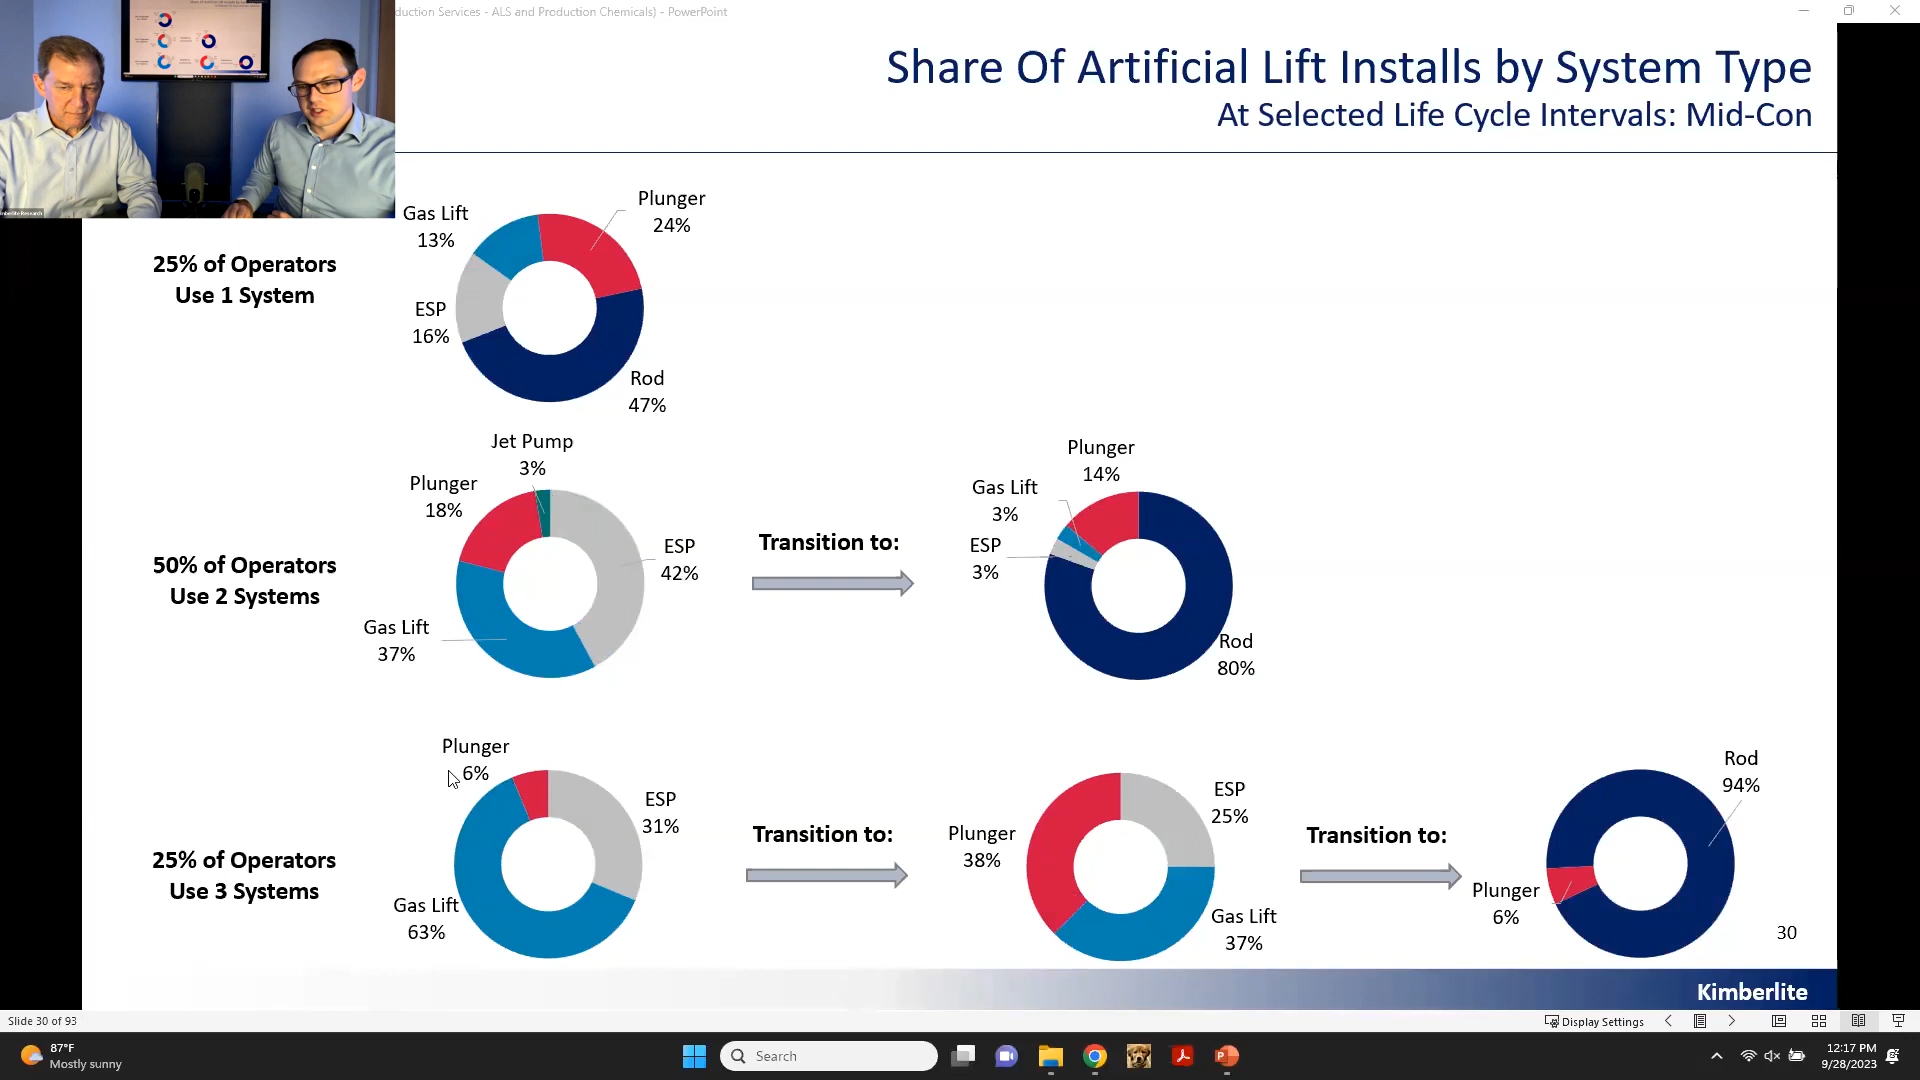 duction Services - ALS and Production Chemicals) - PowerPoint
Share Of Artificial Lift Installs by System Type
At Selected Life Cycle Intervals: Mid-Con
25% of Operators
Use 1 System
Gas Lift
13%
Plunger
24%
ESP
16%
Rod
47%
50% of Operators
Use 2 Systems
Jet Pump
3%
Plunger
18%
ESP
42%
Gas Lift
37%
Transition to:
Plunger
14%
Gas Lift
3%
ESP
3%
Rod
80%
25% of Operators
Use 3 Systems
Plunger
6%
ESP
31%
Gas Lift
63%
Transition to:
ESP
25%
Plunger
38%
Gas Lift
37%
Transition to:
Rod
94%
Plunger
6%
30
Kimberlite
Slide 30 of 93
Display Settings
87°F
Mostly sunny
Search
12:17 PM
9/28/2023